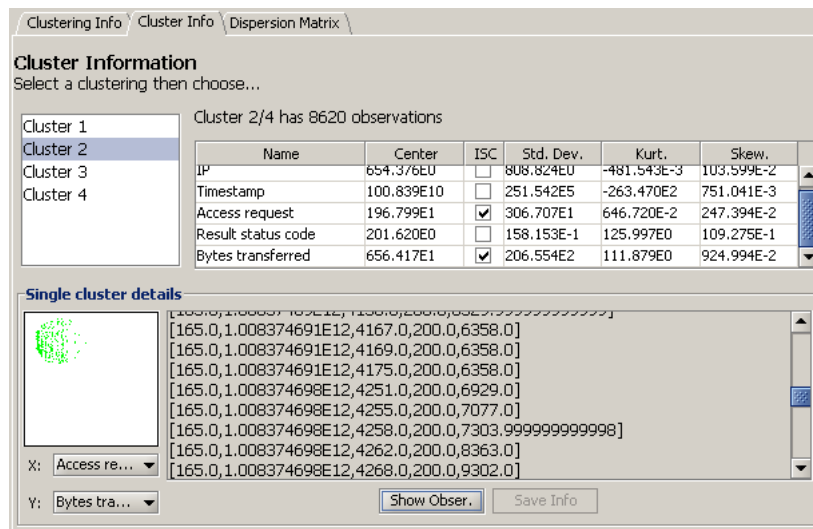 Clustering Info Cluster Info Dispersion Matrix
Cluster Information
Select a clustering then choose...
Cluster 1
Cluster 2
Cluster 3
Cluster 4
Cluster 2/4 has 8620 observations
Name Center ISC Std. Dev. Kurt. Skew.
IP 654.376E0 808.824E0 -481.543E-3 103.599E-2
Timestamp 100.839E10 251.542E5 -263.470E2 751.041E-3
Access request 196.799E1 306.707E1 646.720E-2 247.394E-2
Result status code 201.620E0 158.153E-1 125.997E0 109.275E-1
Bytes transferred 656.417E1 206.554E2 111.879E0 924.994E-2
Single cluster details
[165.0,1.008374691E12,4167.0,200.0,6358.0]
[165.0,1.008374691E12,4169.0,200.0,6358.0]
[165.0,1.008374691E12,4175.0,200.0,6358.0]
[165.0,1.008374698E12,4251.0,200.0,6929.0]
[165.0,1.008374698E12,4255.0,200.0,7077.0]
[165.0,1.008374698E12,4258.0,200.0,7303.999999999998]
[165.0,1.008374698E12,4262.0,200.0,8363.0]
[165.0,1.008374698E12,4268.0,200.0,9302.0]
X: Access re...
Y: Bytes tra...
Show Obser. Save Info